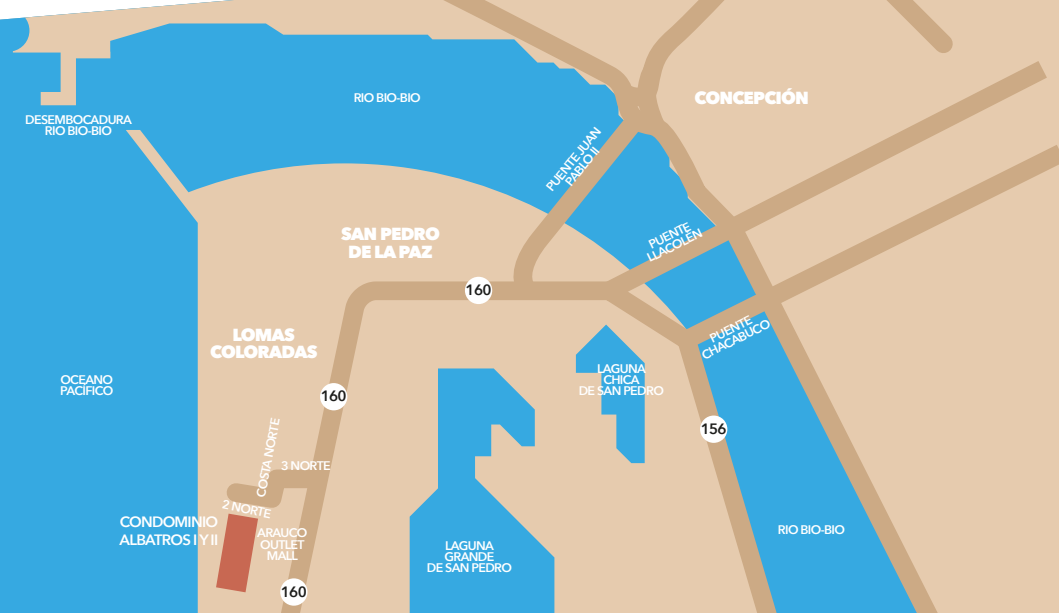 RIO BIO-BIO
CONCEPCIÓN
DESEMBOCADURA
RIO BIO-BIO
PUENTE JUAN
PABLO II
SAN PEDRO
DE LA PAZ
PUENTE
LLACOLÉN
160
LOMAS
COLORADAS
PUENTE
CHACABUCO
OCEANO
PACÍFICO
LAGUNA
CHICA
DE SAN PEDRO
160
156
COSTA NORTE
3 NORTE
2 NORTE
CONDOMINIO
ALBATROS I Y II
ARAUCO
OUTLET
MALL
LAGUNA
GRANDE
DE SAN PEDRO
RIO BIO-BIO
160